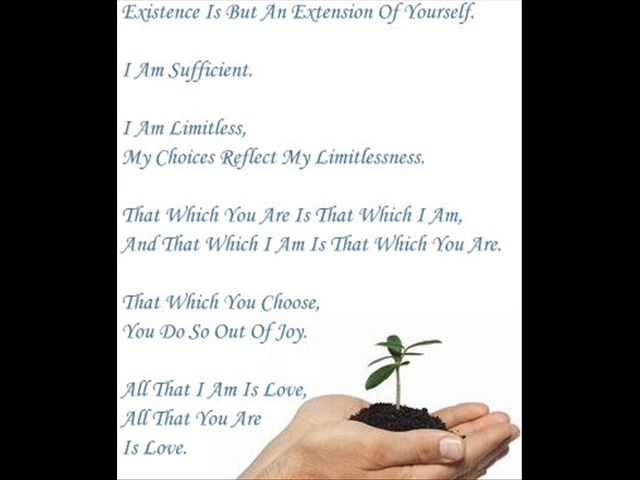 Existence Is But An Extension Of Yourself.
I Am Sufficient.
I Am Limitless,
My Choices Reflect My Limitlessness.
That Which You Are Is That Which I Am,
And That Which I Am Is That Which You Are.
That Which You Choose,
You Do So Out Of Joy.
All That I Am Is Love,
All That You Are
Is Love.